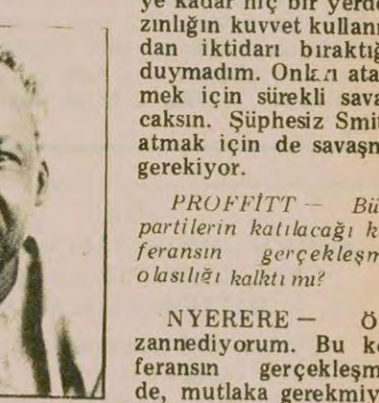 ye kadar hiç bir yerde
zınlığın kuvvet kullanı
dan iktidarı bıraktığ
duymadım. Onları ata
mek için sürekli sava
caksın. Şüphesiz Smit
atmak için de savaşm
gerekiyor.
PROFFİTT — Bü
partilerin katılacağı k
feransın gerçekleşm
olasılığı kalktı mı?
NYERERE — Ö
zannediyorum. Bu ko
feransın gerçekleşm
de, mutlaka gerekmiy